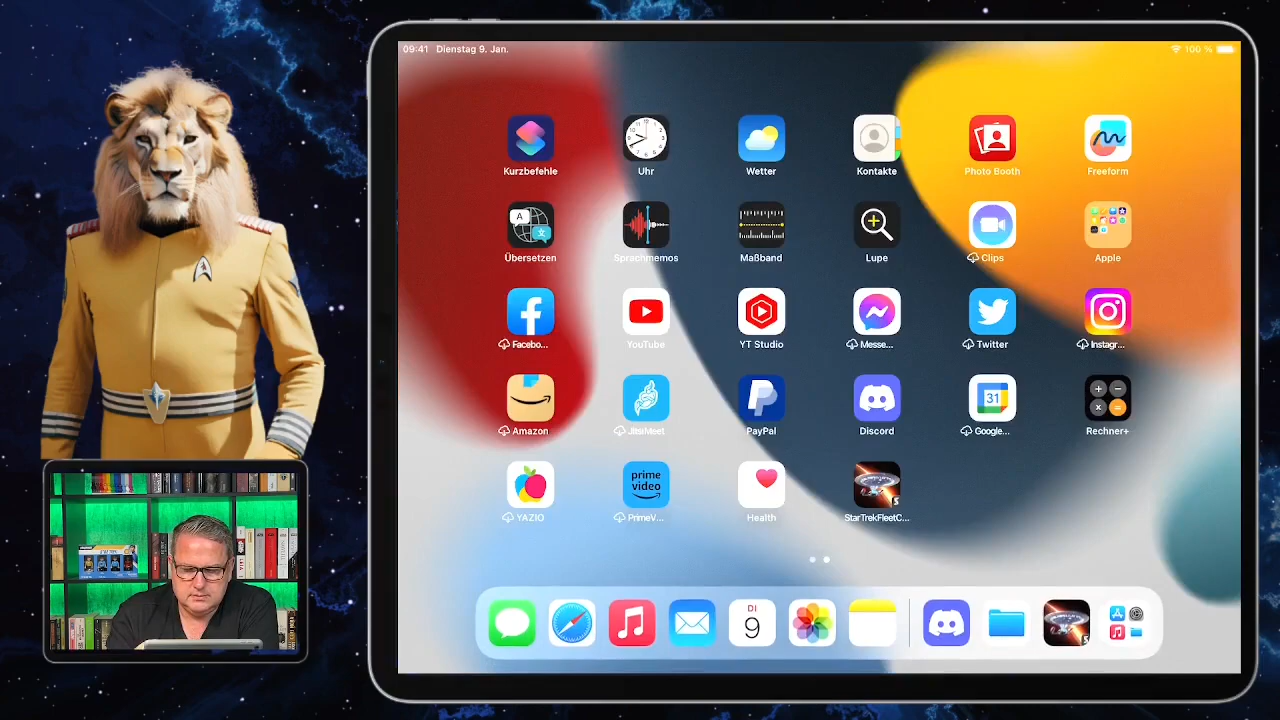 09:41 Dienstag 9. Jan.
100 %
Kurzbefehle
Uhr
Wetter
Kontakte
Photo Booth
Freeform
Übersetzen
Sprachmemos
Maßband
Lupe
Clips
Apple
Facebo...
YouTube
YT Studio
Messe...
Twitter
Instagr...
31
Amazon
JitsiMeet
PayPal
Discord
Google...
Rechner+
prime video
YAZIO
PrimeV...
Health
StarTrekFleetC...
DI
9